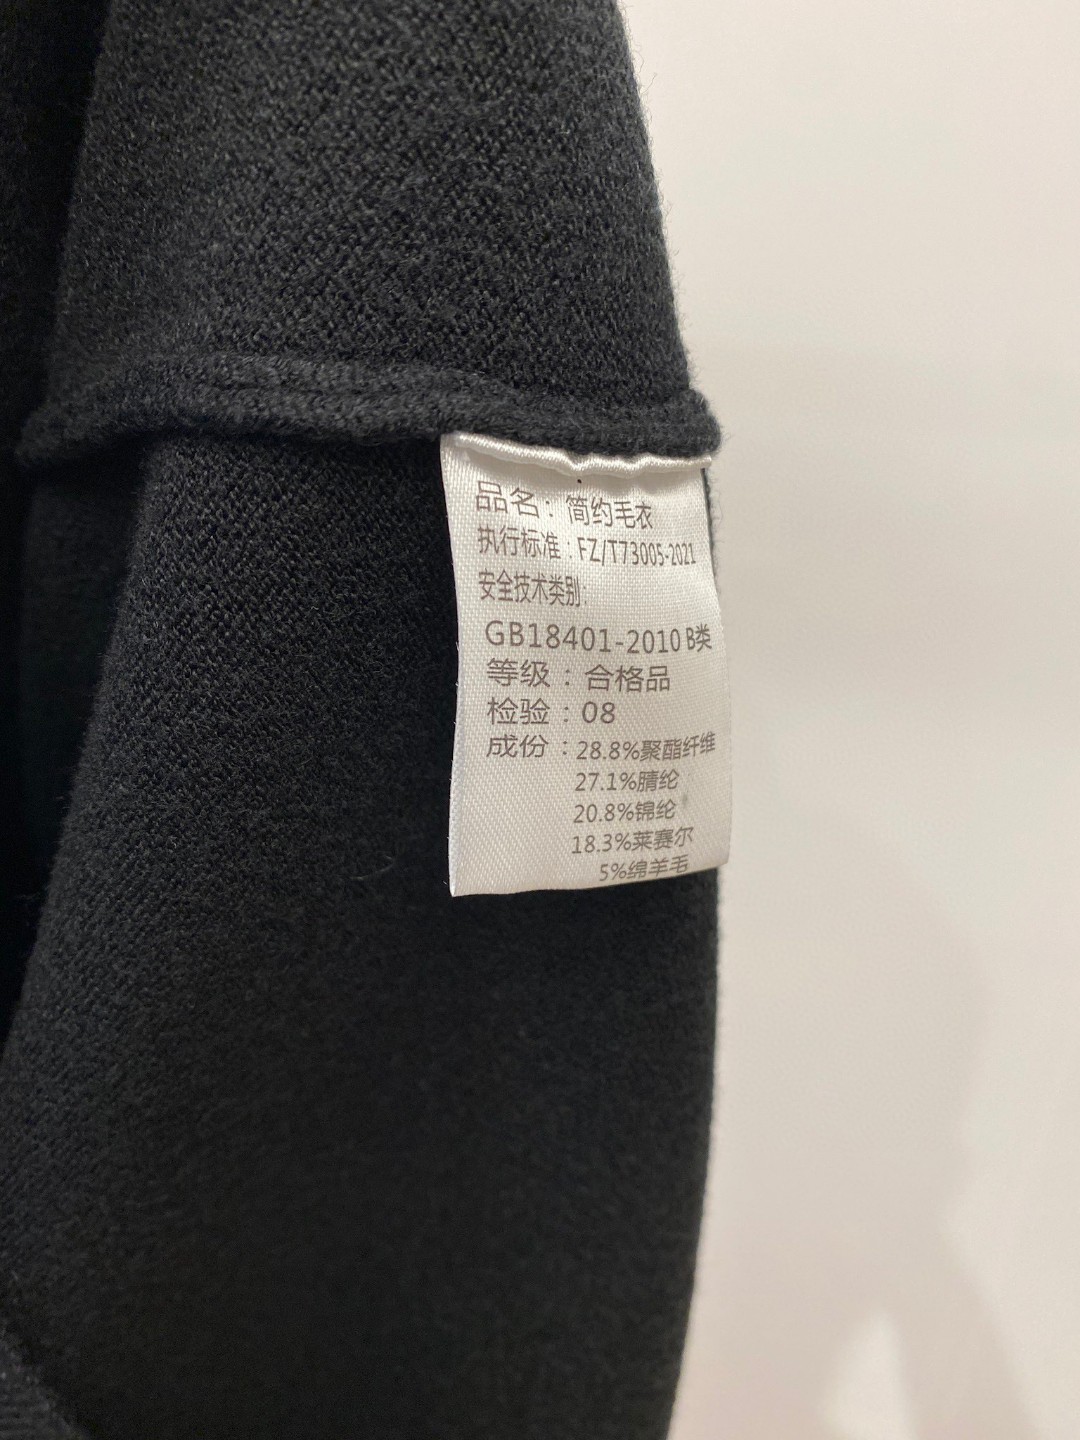 品名：简约毛衣
执行标准：FZ/T73005-2021
安全技术类别:
GB18401-2010 B类
等级：合格品
检验：08
成份：28.8%聚酯纤维
27.1%腈纶
20.8%锦纶
18.3%莱赛尔
5%绵羊毛